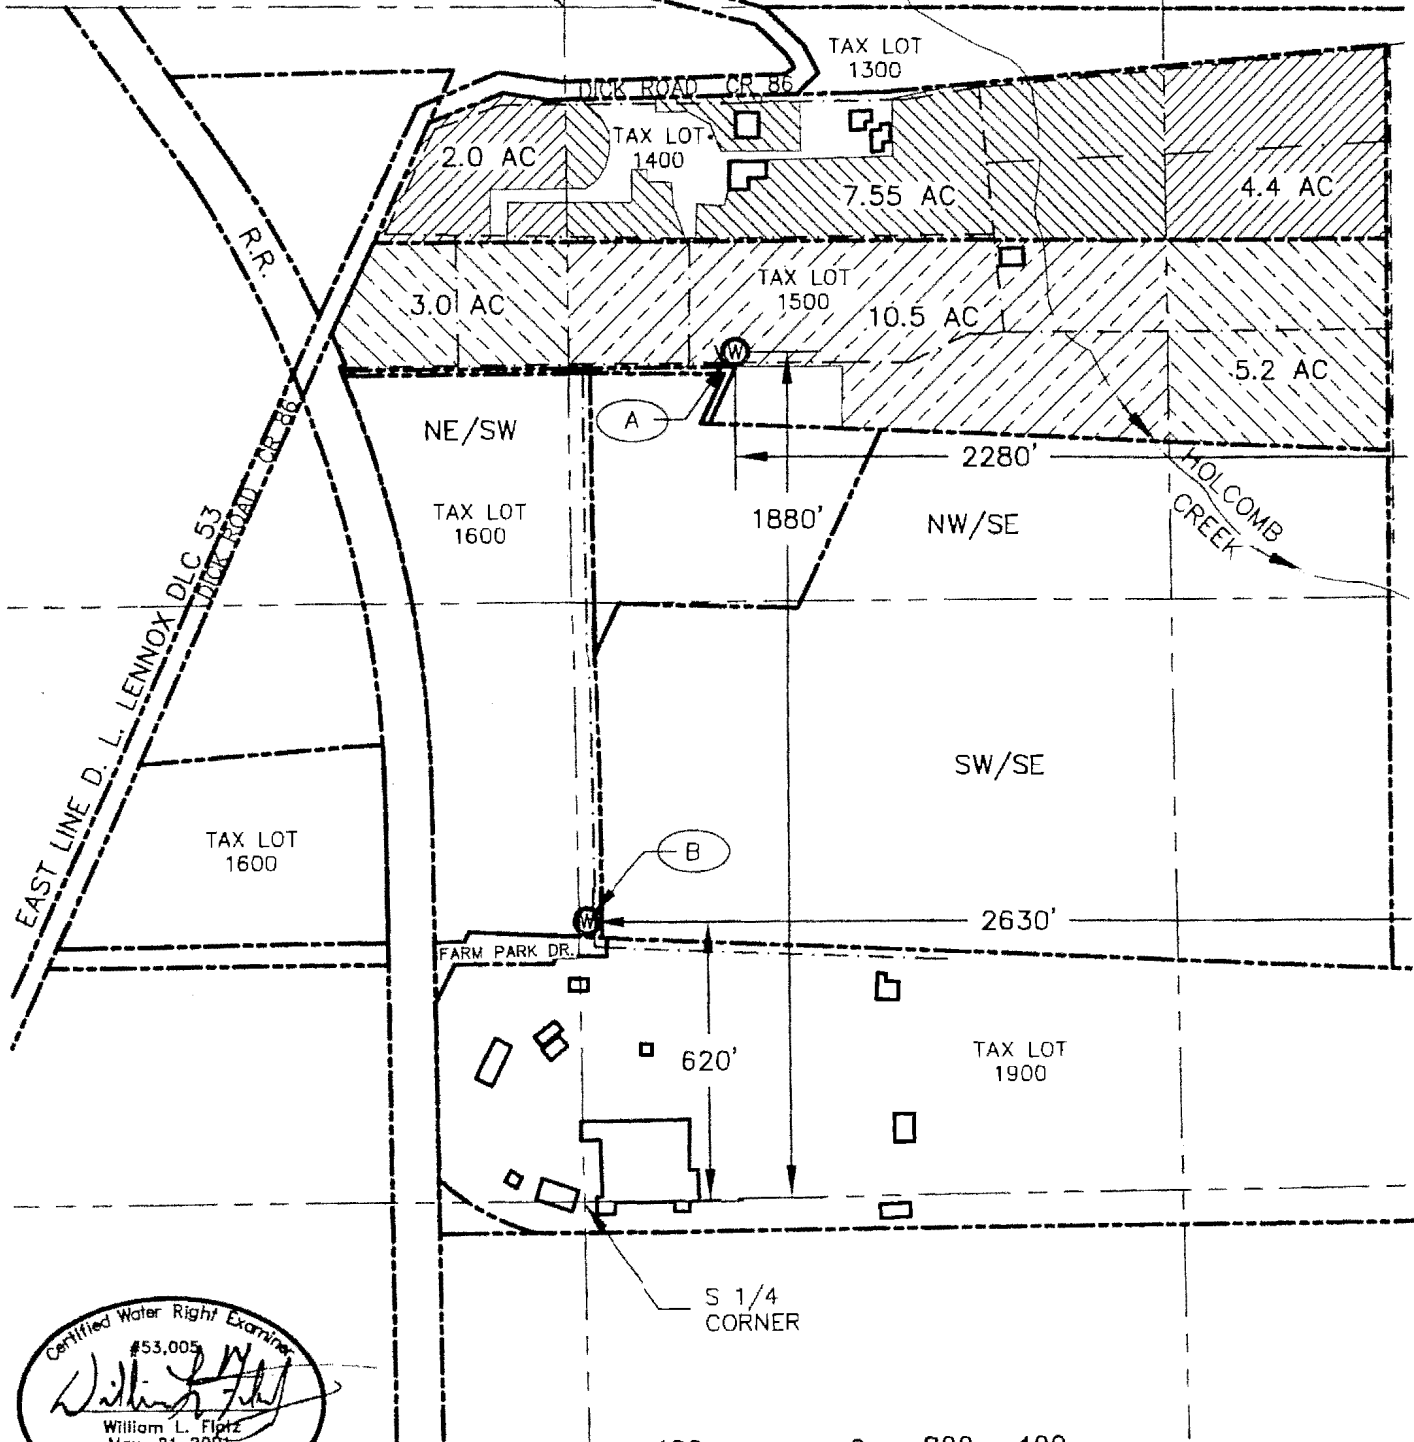 TAX LOT
1300
DICK ROAD CR 86
TAX LOT
1400
2.0 AC
7.55 AC
4.4 AC
R.R.
TAX LOT
1500
3.0 AC
10.5 AC
W
5.2 AC
A
NE/SW
2280'
HOLCOMB
CREEK
TAX LOT
1600
1880'
NW/SE
EAST LINE D. L. LENNOX DLC 53
DICK ROAD CR 86
SW/SE
TAX LOT
1600
B
W
2630'
FARM PARK DR.
620'
TAX LOT
1900
S 1/4
CORNER
Certified Water Right Examiner
#53,005
William L.